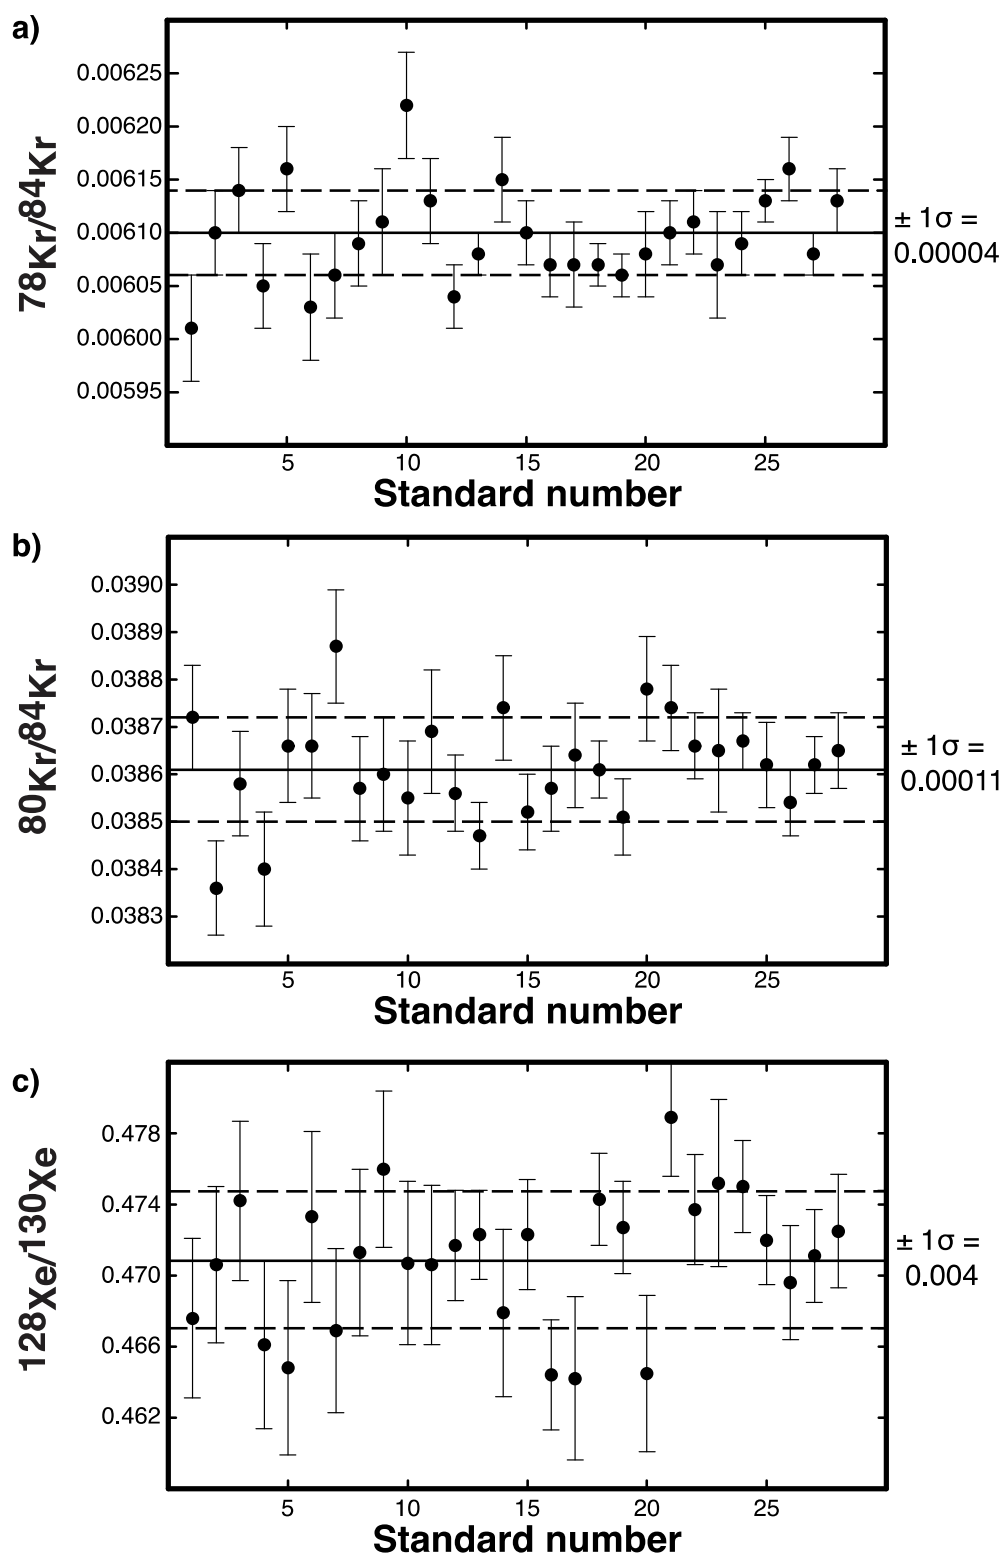 a)
78Kr/84Kr
0.00625
0.00620
0.00615
0.00610
0.00605
0.00600
0.00595
± 1σ =
0.00004
5 10 15 20 25
Standard number
b)
80Kr/84Kr
0.0390
0.0389
0.0388
0.0387
0.0386
0.0385
0.0384
0.0383
± 1σ =
0.00011
5 10 15 20 25
Standard number
c)
128Xe/130Xe
0.478
0.474
0.470
0.466
0.462
± 1σ =
0.004
5 10 15 20 25
Standard number